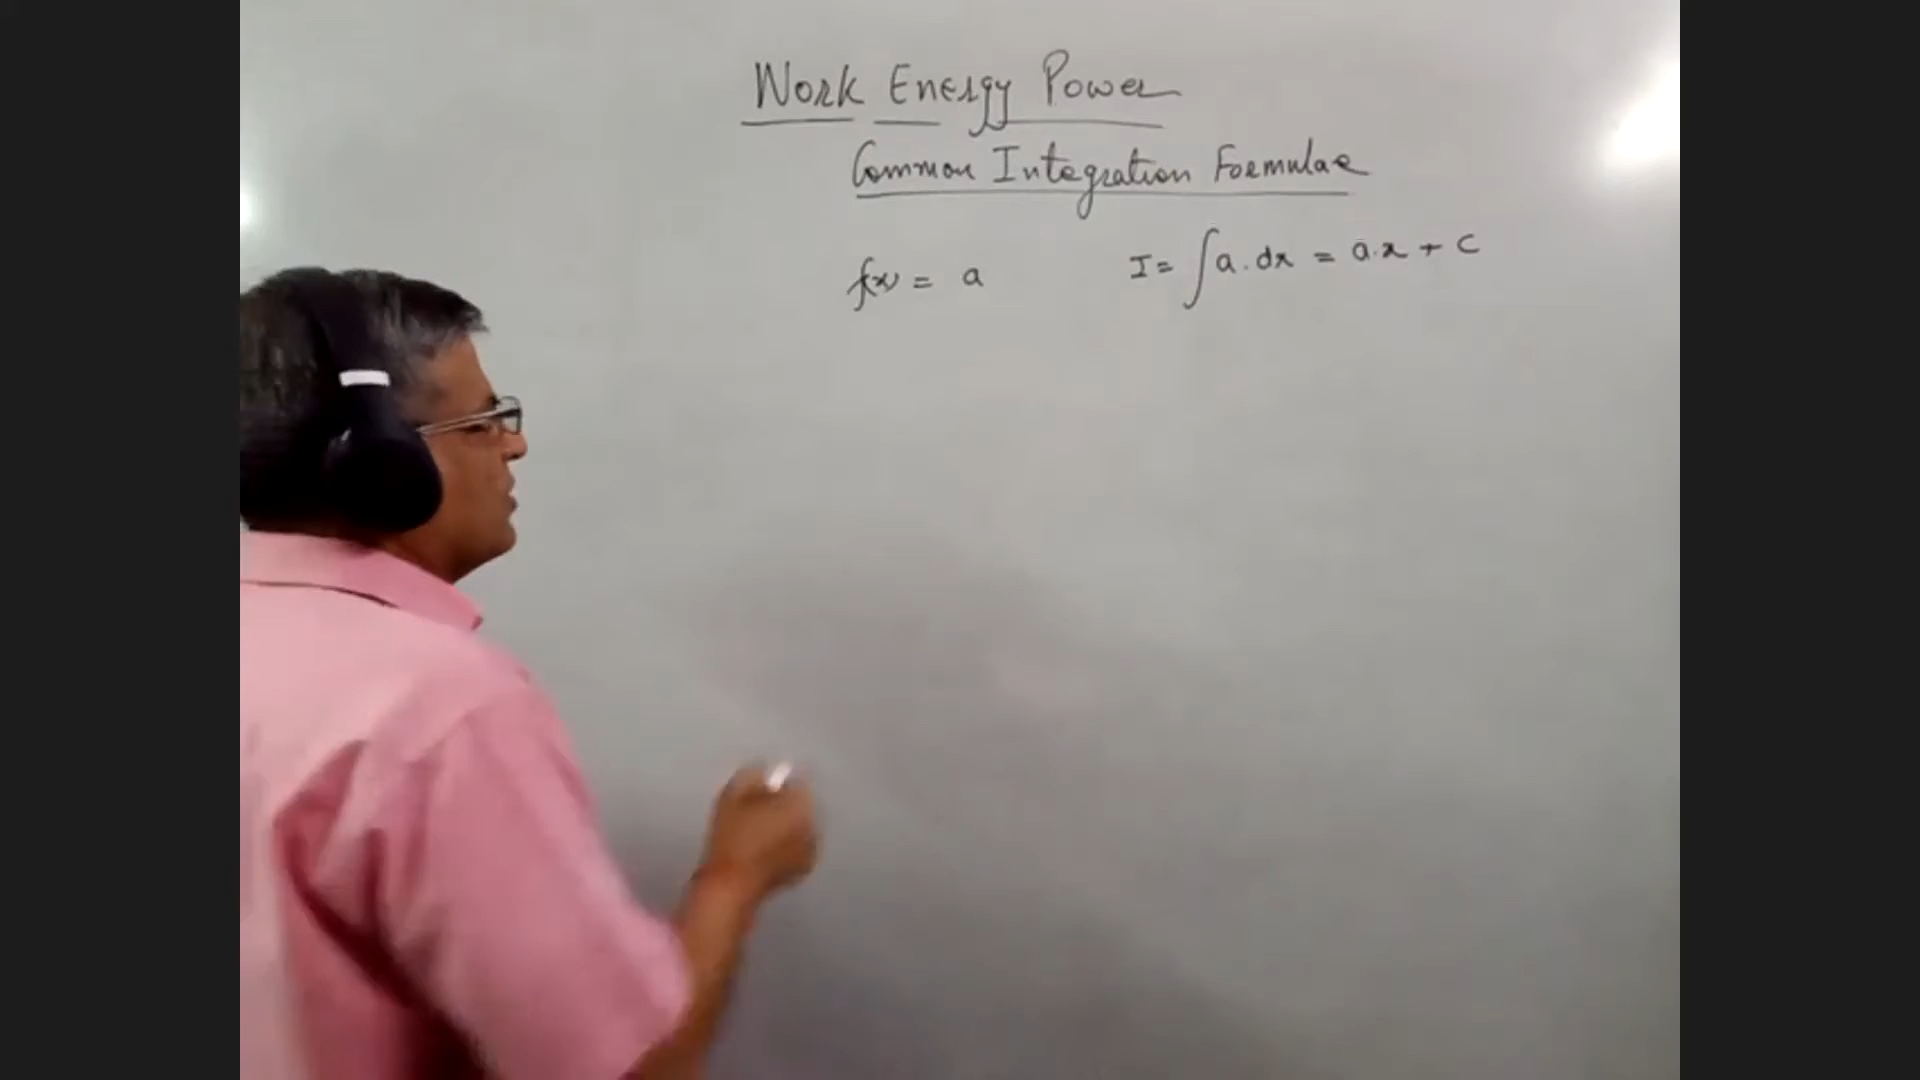 Work Energy Power
Common Integration Formulae
f(x) = a I = ∫a.dx = a.x + c